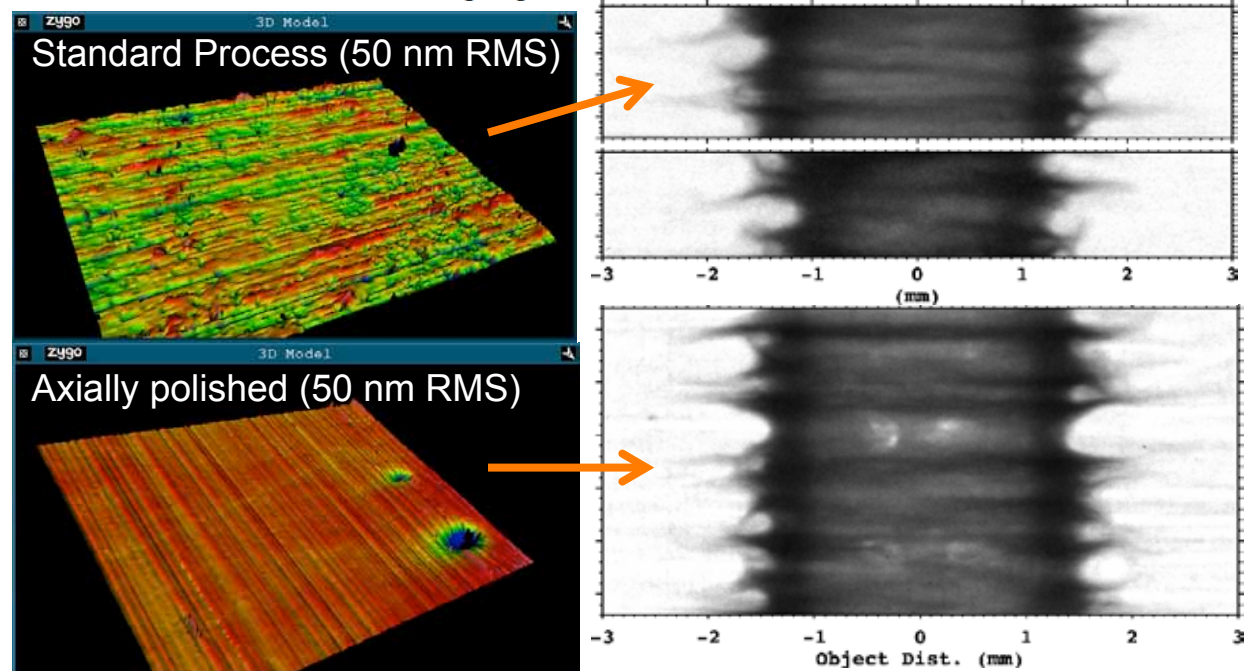 zygo 3D Model
Standard Process (50 nm RMS)
-3 -2 -1 0 1 2 3
(mm)
zygo 3D Model
Axially polished (50 nm RMS)
-3 -2 -1 0 1 2 3
Object Dist. (mm)